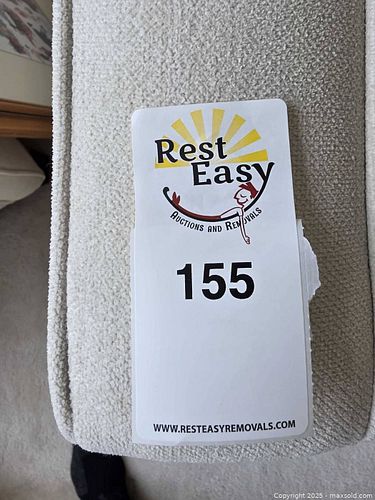 Rest
Easy
AUCTIONS AND REMOVALS
155
WWW.RESTEASYREMOVALS.COM
Copyright 2025 - maxsold.com